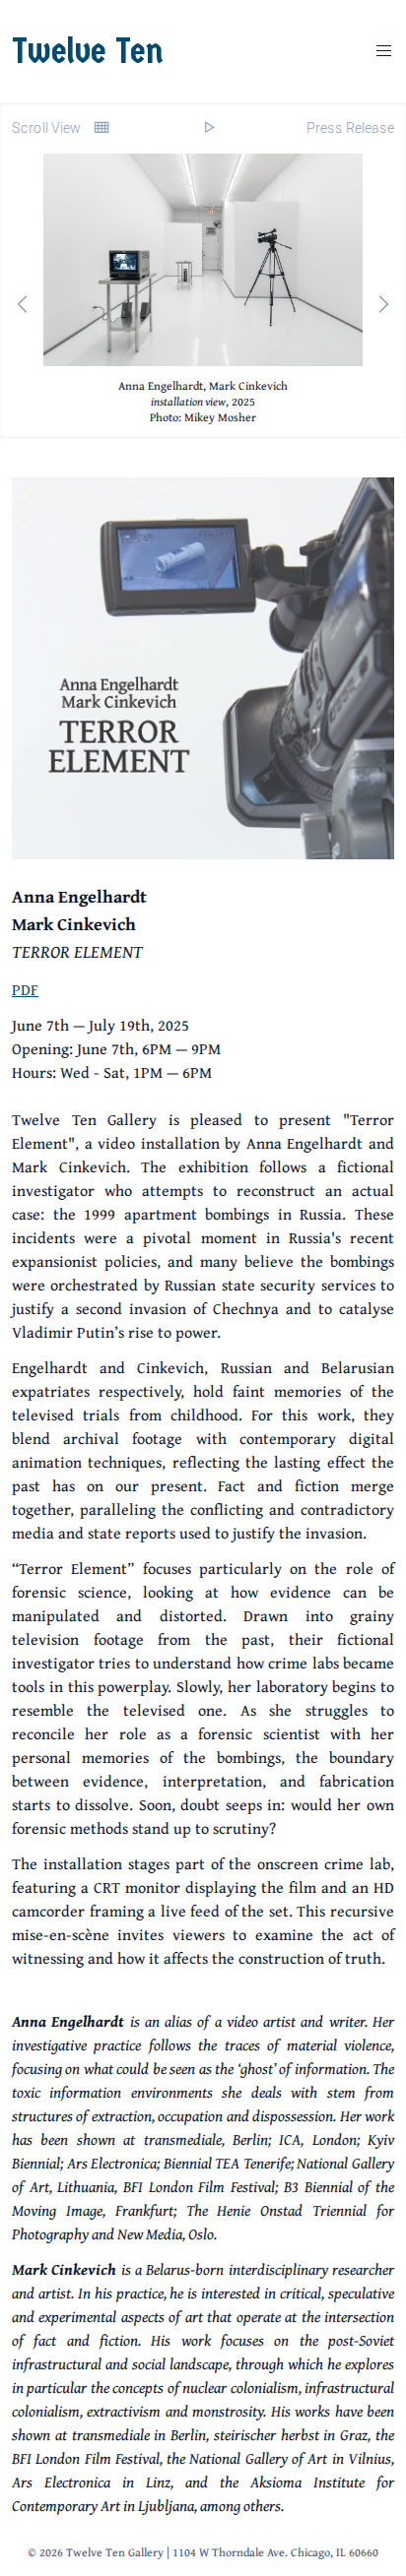 Twelve Ten
Scroll View
Press Release
Anna Engelhardt, Mark Cinkevich
installation view, 2025
Photo: Mikey Mosher
Anna Engelhardt
Mark Cinkevich
TERROR
ELEMENT
Anna Engelhardt
Mark Cinkevich
TERROR ELEMENT
PDF
June 7th — July 19th, 2025
Opening: June 7th, 6PM — 9PM
Hours: Wed - Sat, 1PM — 6PM
Twelve Ten Gallery is pleased to present "Terror
Element", a video installation by Anna Engelhardt and
Mark Cinkevich. The exhibition follows a fictional
investigator who attempts to reconstruct an actual
case: the 1999 apartment bombings in Russia. These
incidents were a pivotal moment in Russia's recent
expansionist policies, and many believe the bombings
were orchestrated by Russian state security services to
justify a second invasion of Chechnya and to catalyse
Vladimir Putin’s rise to power.
Engelhardt and Cinkevich, Russian and Belarusian
expatriates respectively, hold faint memories of the
televised trials from childhood. For this work, they
blend archival footage with contemporary digital
animation techniques, reflecting the lasting effect the
past has on our present. Fact and fiction merge
together, paralleling the conflicting and contradictory
media and state reports used to justify the invasion.
“Terror Element” focuses particularly on the role of
forensic science, looking at how evidence can be
manipulated and distorted. Drawn into grainy
television footage from the past, their fictional
investigator tries to understand how crime labs became
tools in this powerplay. Slowly, her laboratory begins to
resemble the televised one. As she struggles to
reconcile her role as a forensic scientist with her
personal memories of the bombings, the boundary
between evidence, interpretation, and fabrication
starts to dissolve. Soon, doubt seeps in: would her own
forensic methods stand up to scrutiny?
The installation stages part of the onscreen crime lab,
featuring a CRT monitor displaying the film and an HD
camcorder framing a live feed of the set. This recursive
mise-en-scène invites viewers to examine the act of
witnessing and how it affects the construction of truth.
Anna Engelhardt is an alias of a video artist and writer. Her
investigative practice follows the traces of material violence,
focusing on what could be seen as the ‘ghost’ of information. The
toxic information environments she deals with stem from
structures of extraction, occupation and dispossession. Her work
has been shown at transmediale, Berlin; ICA, London; Kyiv
Biennial; Ars Electronica; Biennial TEA Tenerife; National Gallery
of Art, Lithuania, BFI London Film Festival; B3 Biennial of the
Moving Image, Frankfurt; The Henie Onstad Triennial for
Photography and New Media, Oslo.
Mark Cinkevich is a Belarus-born interdisciplinary researcher
and artist. In his practice, he is interested in critical, speculative
and experimental aspects of art that operate at the intersection
of fact and fiction. His work focuses on the post-Soviet
infrastructural and social landscape, through which he explores
in particular the concepts of nuclear colonialism, infrastructural
colonialism, extractivism and monstrosity. His works have been
shown at transmediale in Berlin, steirischer herbst in Graz, the
BFI London Film Festival, the National Gallery of Art in Vilnius,
Ars Electronica in Linz, and the Aksioma Institute for
Contemporary Art in Ljubljana, among others.
© 2026 Twelve Ten Gallery | 1104 W Thorndale Ave. Chicago, IL 60660